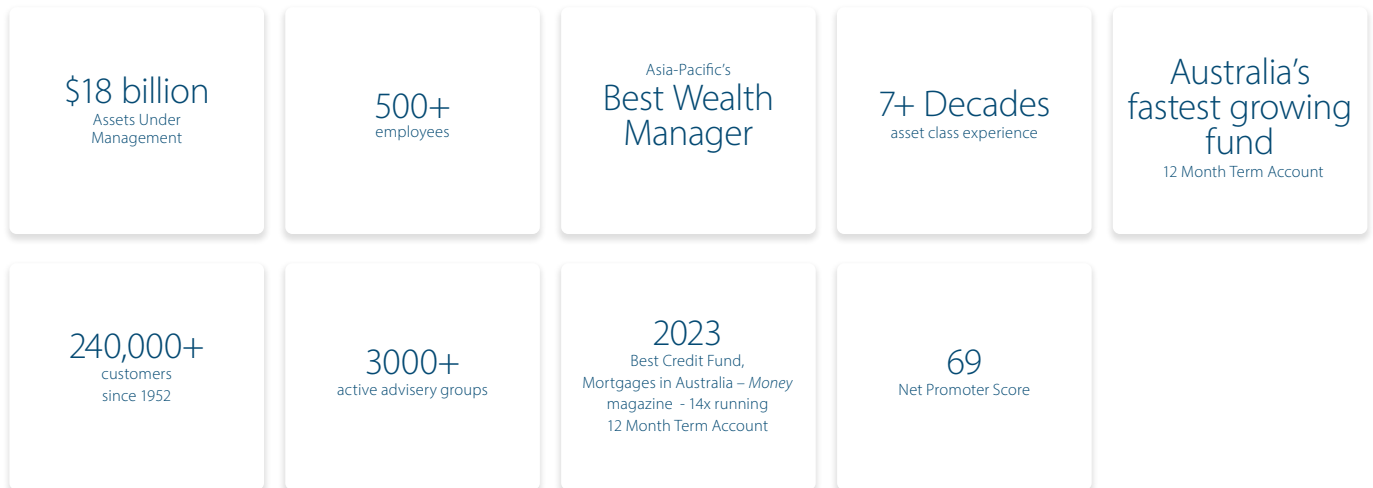 $18 billion
Assets Under
Management
500+
employees
Asia-Pacific’s
Best Wealth
Manager
7+ Decades
asset class experience
Australia’s
fastest growing
fund
12 Month Term Account
240,000+
customers
since 1952
3000+
active advisery groups
2023
Best Credit Fund,
Mortgages in Australia – Money
magazine - 14x running
12 Month Term Account
69
Net Promoter Score